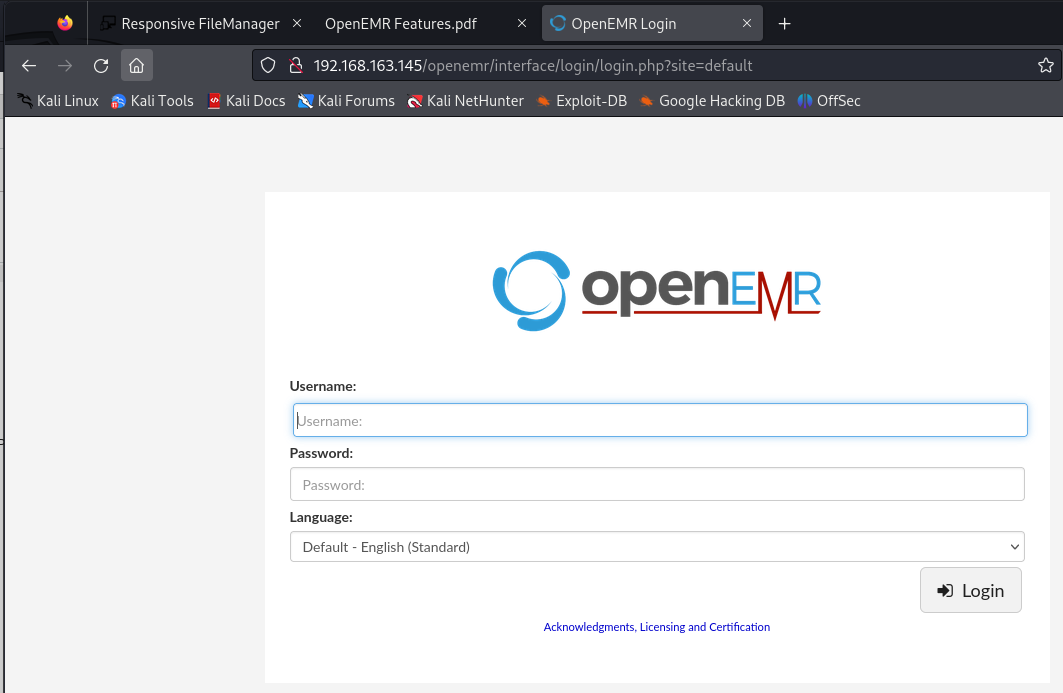 Responsive FileManager OpenEMR Features.pdf OpenEMR Login
192.168.163.145/openemr/interface/login/login.php?site=default
Kali Linux Kali Tools Kali Docs Kali Forums Kali NetHunter Exploit-DB Google Hacking DB OffSec
openEMR
Username:
Username:
Password:
Password:
Language:
Default - English (Standard)
Login
Acknowledgments, Licensing and Certification